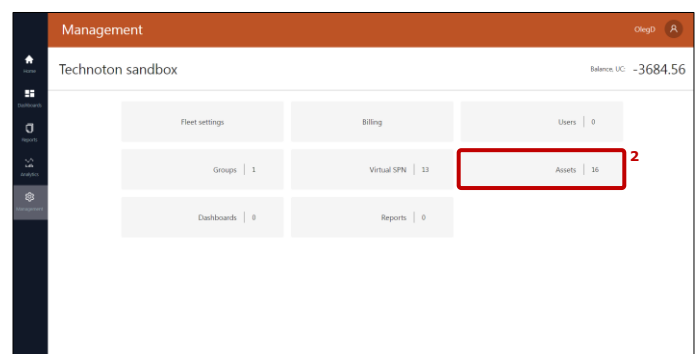 Management
OlegD
Home
Technoton sandbox
Balance, UC: -3684.56
Dashboards
Fleet settings
Billing
Users 0
Reports
Groups 1
Virtual SPN 13
Assets 16
2
Analytics
Management
Dashboards 0
Reports 0